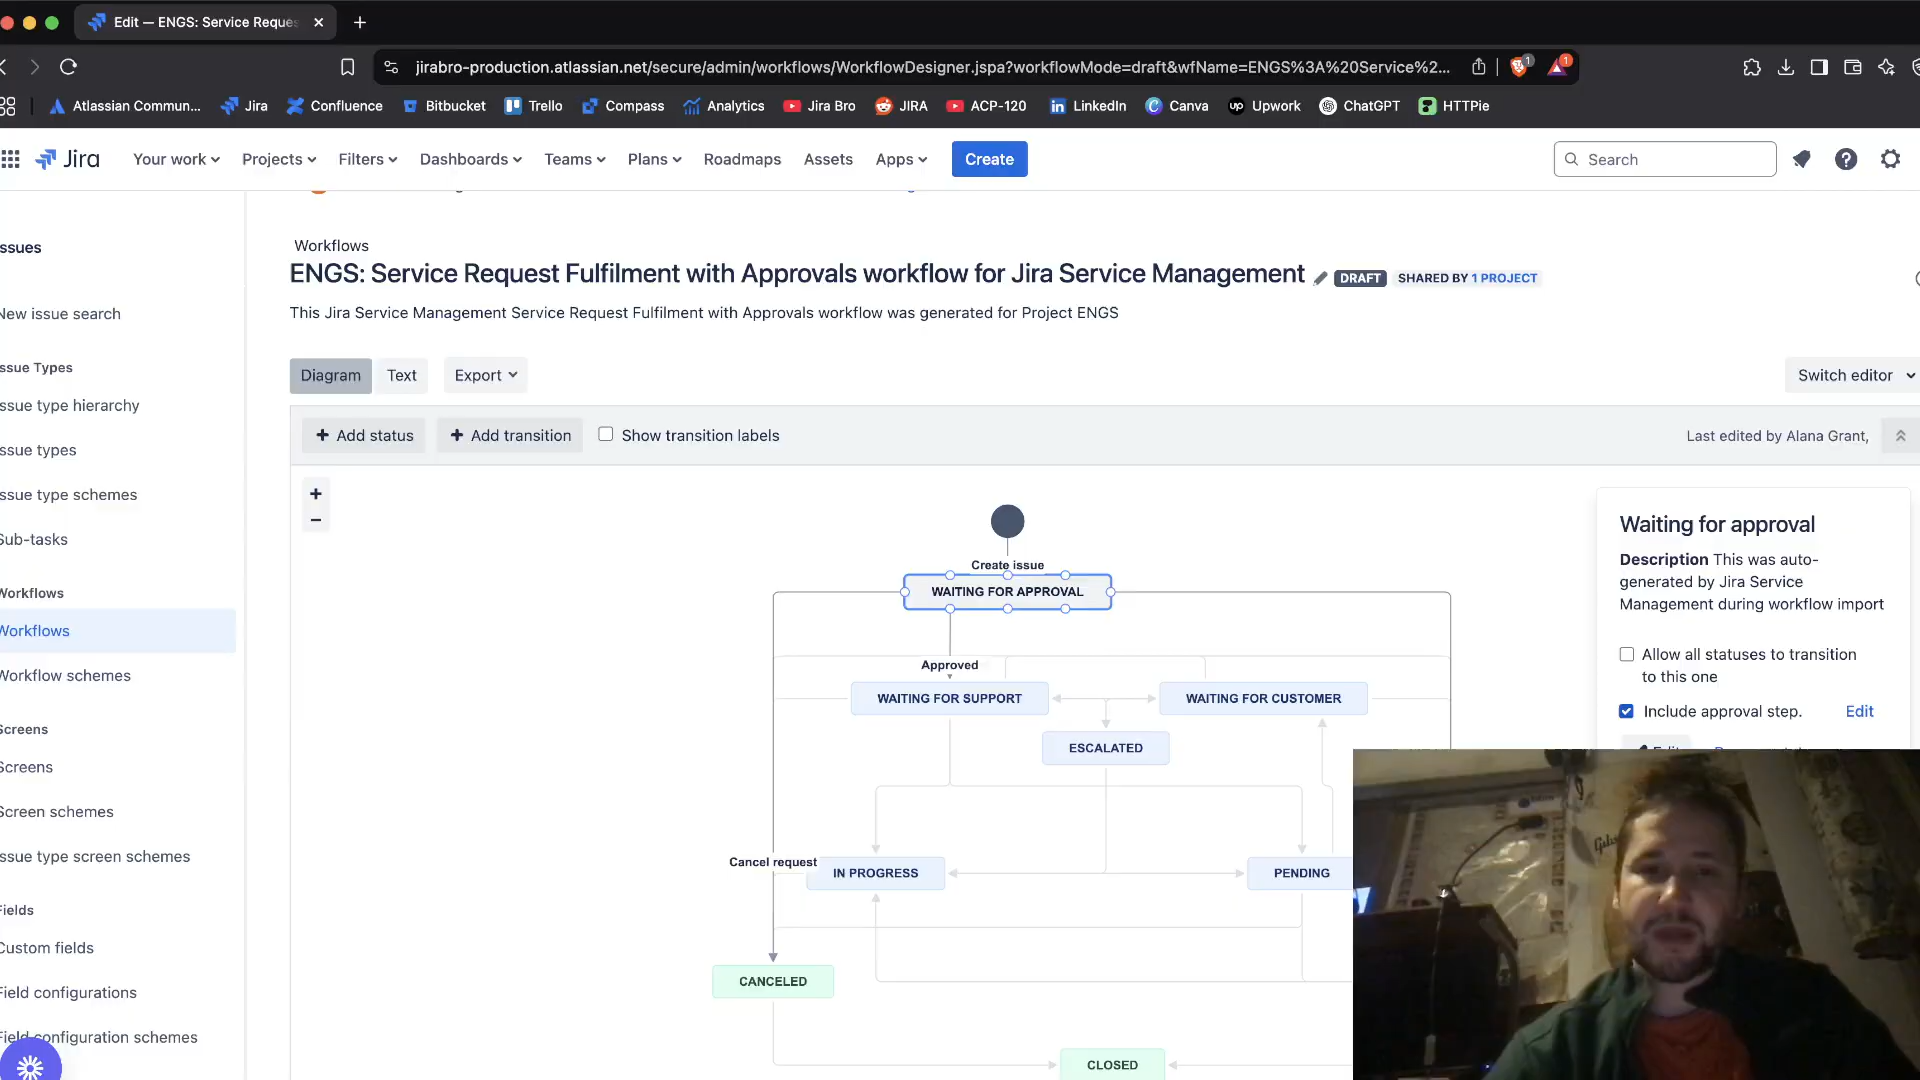 Edit — ENGS: Service Reques
jirabro-production.atlassian.net/secure/admin/workflows/WorkflowDesigner.jspa?workflowMode=draft&wfName=ENGS%3A%20Service%2...
1
1
Atlassian Commun...
Jira
Confluence
Bitbucket
Trello
Compass
Analytics
Jira Bro
JIRA
ACP-120
LinkedIn
Canva
Upwork
ChatGPT
HTTPie
Jira
Your work
Projects
Filters
Dashboards
Teams
Plans
Roadmaps
Assets
Apps
Create
Search
ssues
New issue search
ssue Types
ssue type hierarchy
ssue types
ssue type schemes
Sub-tasks
Workflows
Workflows
Workflow schemes
Screens
Screens
Screen schemes
ssue type screen schemes
Fields
Custom fields
Field configurations
Field configuration schemes
Workflows
ENGS: Service Request Fulfilment with Approvals workflow for Jira Service Management
DRAFT
SHARED BY 1 PROJECT
This Jira Service Management Service Request Fulfilment with Approvals workflow was generated for Project ENGS
Diagram
Text
Export
Switch editor
+ Add status
+ Add transition
Show transition labels
Last edited by Alana Grant,
+
−
Create issue
WAITING FOR APPROVAL
Approved
WAITING FOR SUPPORT
WAITING FOR CUSTOMER
ESCALATED
Cancel request
IN PROGRESS
PENDING
CANCELED
CLOSED
Waiting for approval
Description This was auto-
generated by Jira Service
Management during workflow import
Allow all statuses to transition
to this one
Include approval step.
Edit